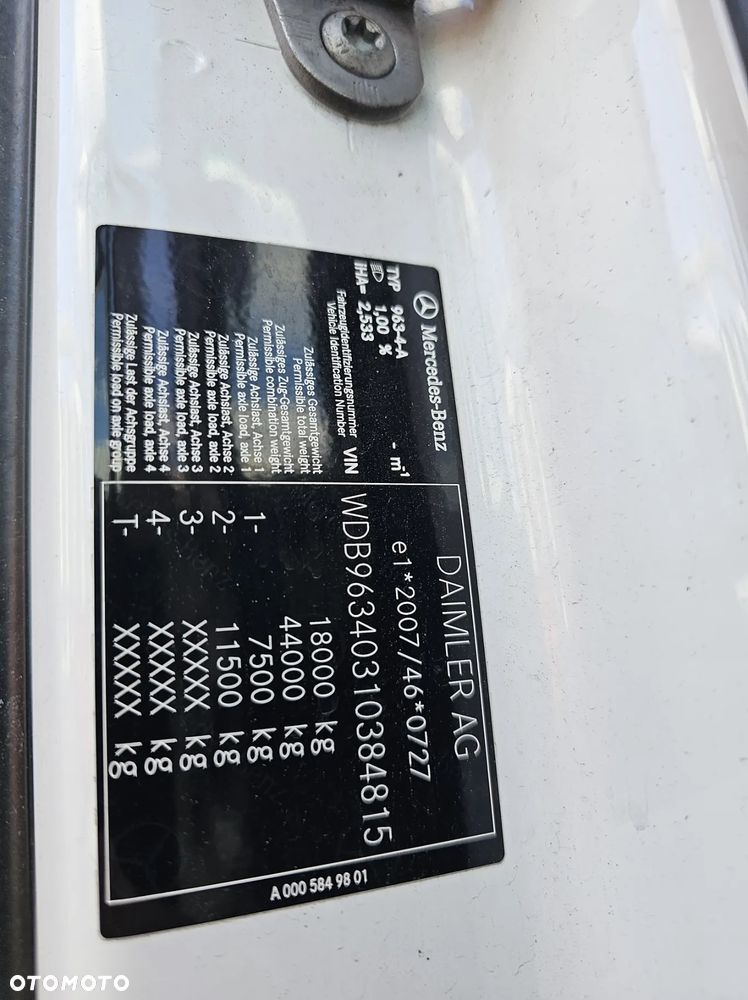 Mercedes-Benz DAIMLER AG
TYP 963-4-A - m-1 e1*2007/46*0727
1,00 %
iHA= 2,533
Fahrzeugidentifizierungsnummer
Vehicle Identification Number VIN WDB96340310384815
Zulässiges Gesamtgewicht
Permissible total weight 18000 kg
Zulässiges Zug-Gesamtgewicht
Permissible combination weight 44000 kg
Zulässige Achslast, Achse 1
Permissible axle load, axle 1 1- 7500 kg
Zulässige Achslast, Achse 2
Permissible axle load, axle 2 2- 11500 kg
Zulässige Achslast, Achse 3
Permissible axle load, axle 3 3- XXXXX kg
Zulässige Achslast, Achse 4
Permissible axle load, axle 4 4- XXXXX kg
Zulässige Last der Achsgruppe
Permissible load on axle group T- XXXXX kg
A 000 584 98 01
OTOMOTO